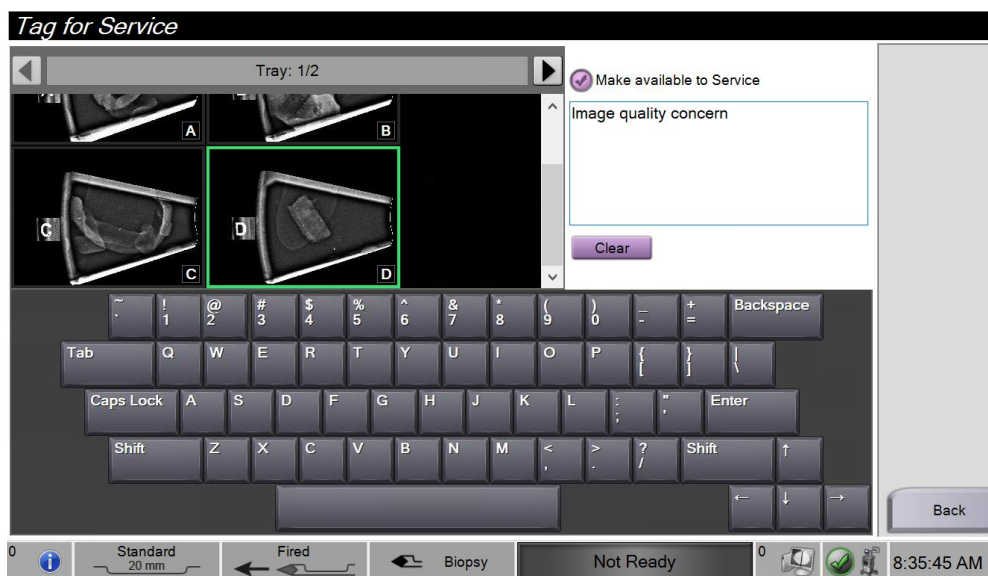 Tag for Service
Tray: 1/2
A
B
C
C
D
D
Make available to Service
Image quality concern
Clear
~ ! @ # $ % ^ & * ( ) _ + Backspace
` 1 2 3 4 5 6 7 8 9 0 - =
Tab Q W E R T Y U I O P { } |
[ ] \
Caps Lock A S D F G H J K L : " Enter
; '
Shift Z X C V B N M < > ? Shift ↑
, . /
← ↓ →
Back
0
i
Standard
20 mm
Fired
Biopsy
Not Ready
0
8:35:45 AM